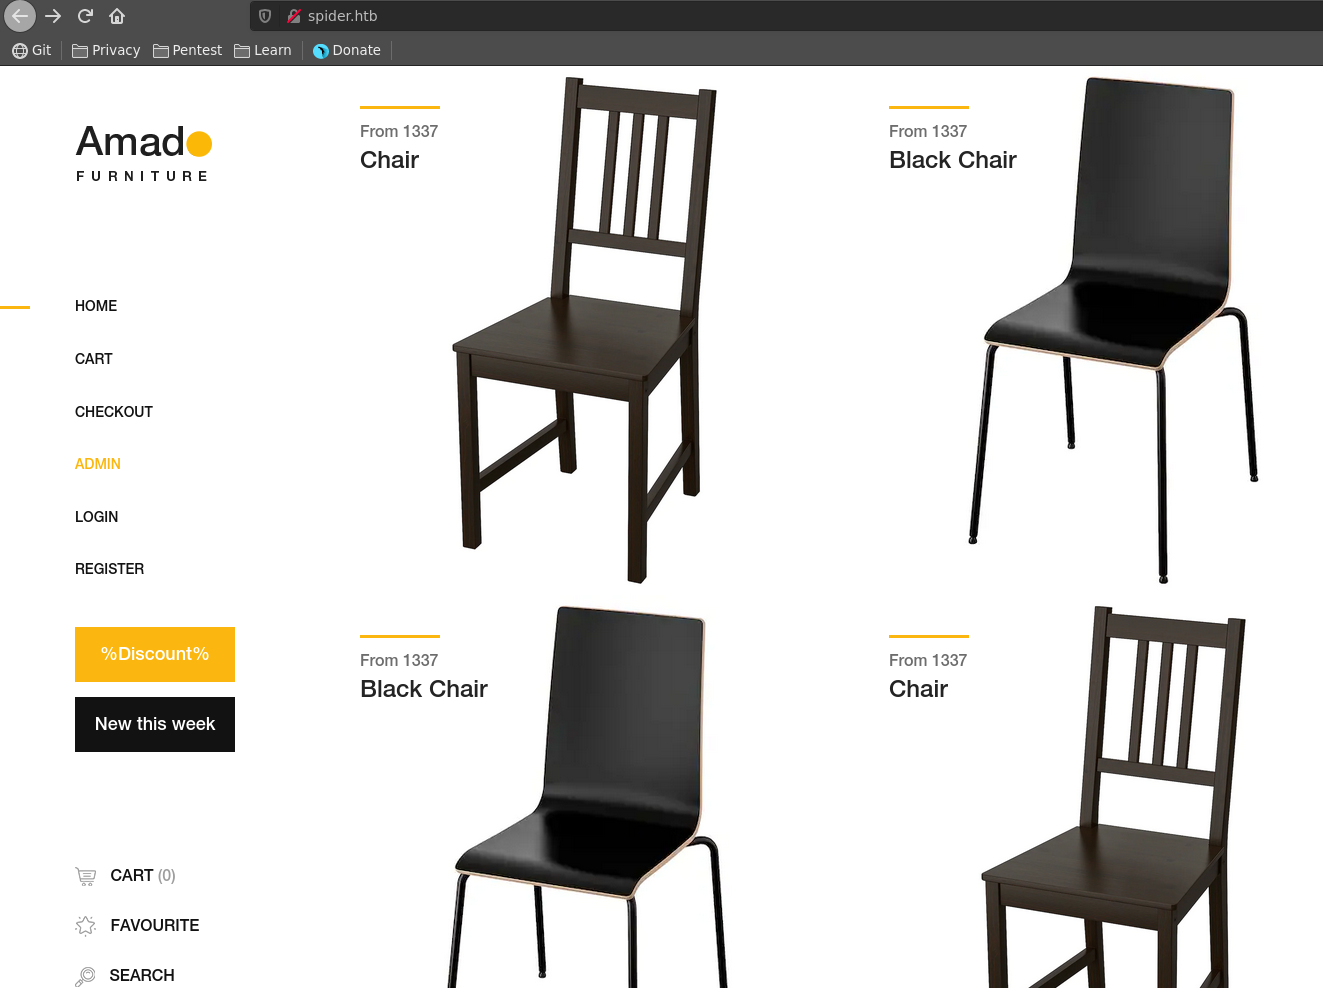 spider.htb
Git Privacy Pentest Learn Donate
Amado
FURNITURE
HOME
CART
CHECKOUT
ADMIN
LOGIN
REGISTER
%Discount%
New this week
CART (0)
FAVOURITE
SEARCH
From 1337
Chair
From 1337
Black Chair
From 1337
Black Chair
From 1337
Chair